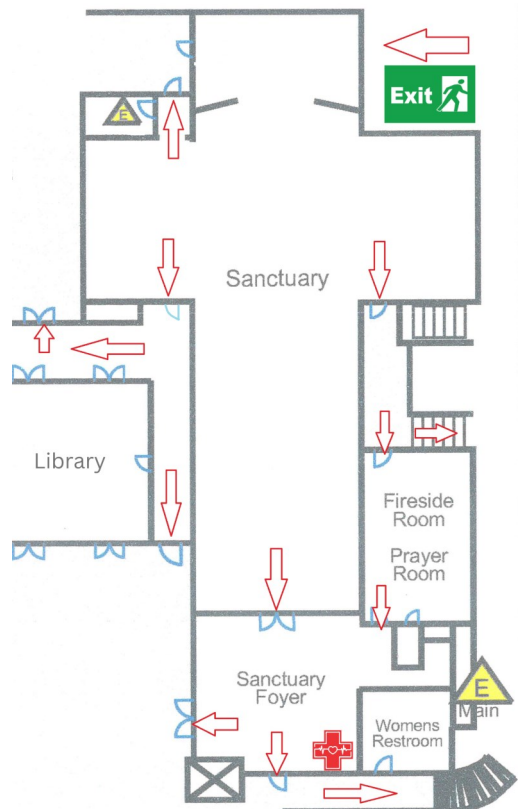 Exit
E
Sanctuary
Library
Fireside
Room
Prayer
Room
Sanctuary
Foyer
E
Main
Womens
Restroom